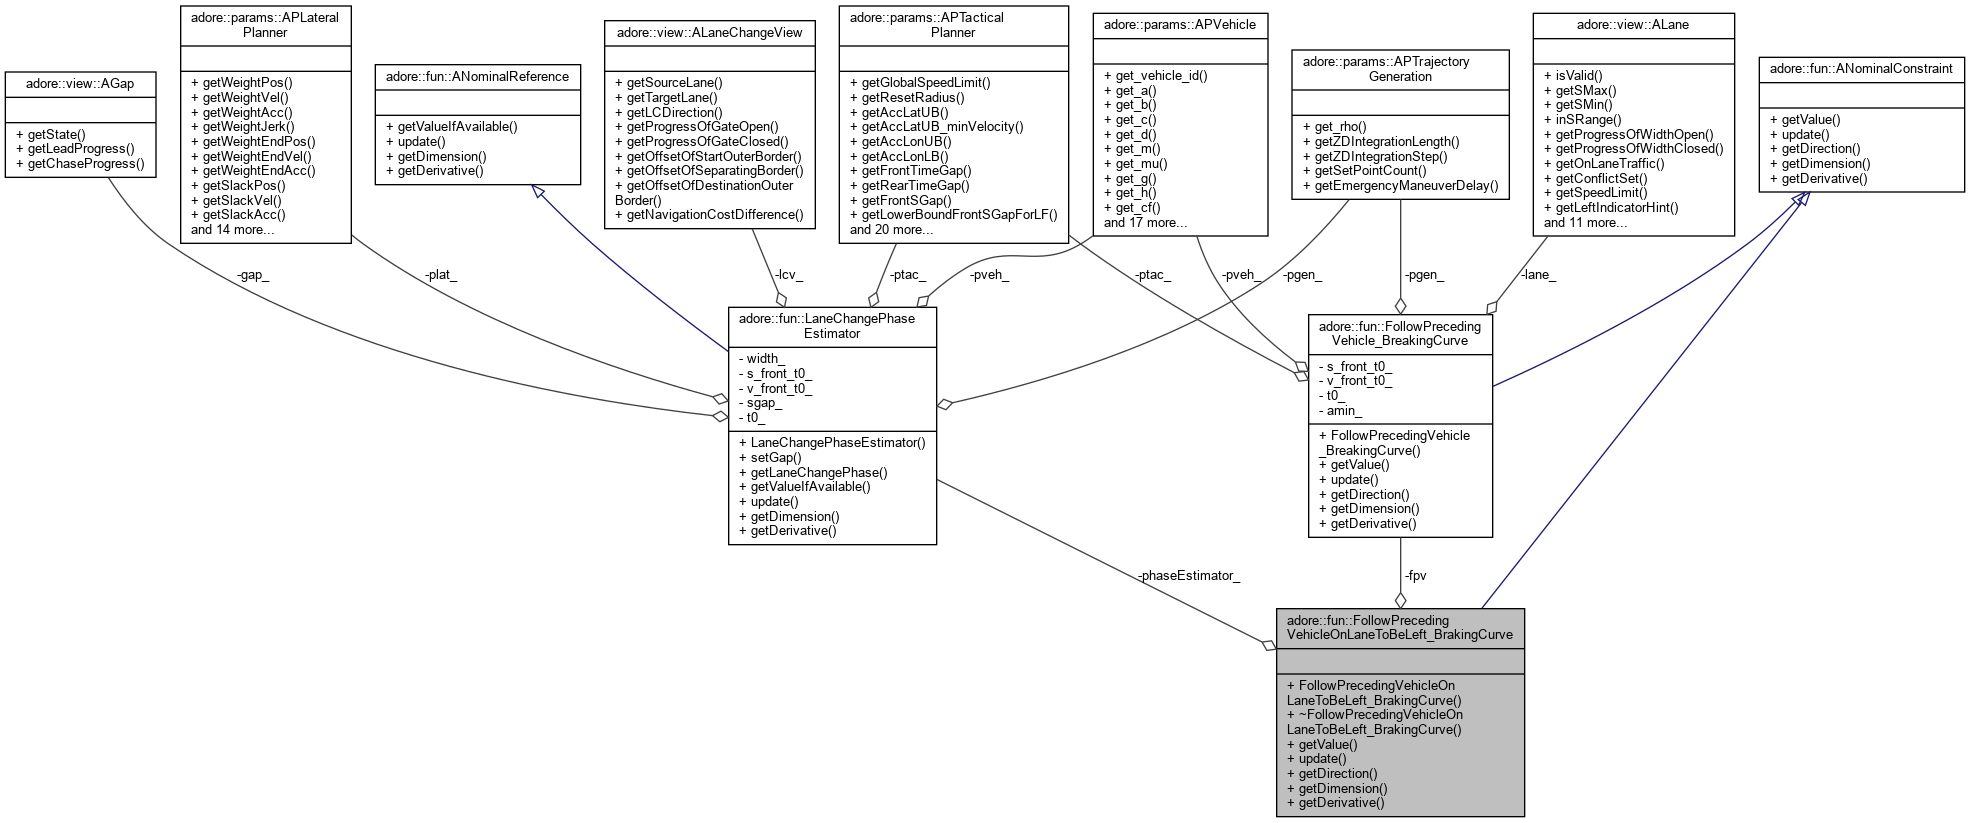 adore::view::AGap
+ getState()
+ getLeadProgress()
+ getChaseProgress()
adore::params::APLateral
Planner
+ getWeightPos()
+ getWeightVel()
+ getWeightAcc()
+ getWeightJerk()
+ getWeightEndPos()
+ getWeightEndVel()
+ getWeightEndAcc()
+ getSlackPos()
+ getSlackVel()
+ getSlackAcc()
and 14 more...
adore::fun::ANominalReference
+ getValueIfAvailable()
+ update()
+ getDimension()
+ getDerivative()
adore::view::ALaneChangeView
+ getSourceLane()
+ getTargetLane()
+ getLCDirection()
+ getProgressOfGateOpen()
+ getProgressOfGateClosed()
+ getOffsetOfStartOuterBorder()
+ getOffsetOfSeparatingBorder()
+ getOffsetOfDestinationOuter
Border()
+ getNavigationCostDifference()
adore::params::APTactical
Planner
+ getGlobalSpeedLimit()
+ getResetRadius()
+ getAccLatUB()
+ getAccLatUB_minVelocity()
+ getAccLonUB()
+ getAccLonLB()
+ getFrontTimeGap()
+ getRearTimeGap()
+ getFrontSGap()
+ getLowerBoundFrontSGapForLF()
and 20 more...
adore::params::APVehicle
+ get_vehicle_id()
+ get_a()
+ get_b()
+ get_c()
+ get_d()
+ get_m()
+ get_mu()
+ get_g()
+ get_h()
+ get_cf()
and 17 more...
adore::params::APTrajectory
Generation
+ get_rho()
+ getZDIntegrationLength()
+ getZDIntegrationStep()
+ getSetPointCount()
+ getEmergencyManeuverDelay()
adore::view::ALane
+ isValid()
+ getSMax()
+ getSMin()
+ inSRange()
+ getProgressOfWidthOpen()
+ getProgressOfWidthClosed()
+ getOnLaneTraffic()
+ getConflictSet()
+ getSpeedLimit()
+ getLeftIndicatorHint()
and 11 more...
adore::fun::ANominalConstraint
+ getValue()
+ update()
+ getDirection()
+ getDimension()
+ getDerivative()
-gap_
-plat_
-lcv_
-ptac_
-pveh_
-ptac_
-pveh_
-pgen_
-pgen_
-lane_
adore::fun::LaneChangePhase
Estimator
- width_
- s_front_t0_
- v_front_t0_
- sgap_
- t0_
+ LaneChangePhaseEstimator()
+ setGap()
+ getLaneChangePhase()
+ getValueIfAvailable()
+ update()
+ getDimension()
+ getDerivative()
adore::fun::FollowPreceding
Vehicle_BreakingCurve
- s_front_t0_
- v_front_t0_
- t0_
- amin_
+ FollowPrecedingVehicle
_BreakingCurve()
+ getValue()
+ update()
+ getDirection()
+ getDimension()
+ getDerivative()
-phaseEstimator_
-fpv
adore::fun::FollowPreceding
VehicleOnLaneToBeLeft_BrakingCurve
+ FollowPrecedingVehicleOn
LaneToBeLeft_BrakingCurve()
+ ~FollowPrecedingVehicleOn
LaneToBeLeft_BrakingCurve()
+ getValue()
+ update()
+ getDirection()
+ getDimension()
+ getDerivative()